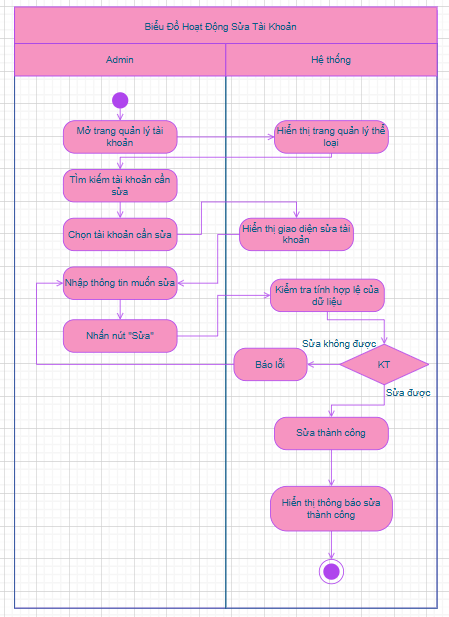 Biểu Đồ Hoạt Động Sửa Tài Khoản
Admin
Hệ thống
Mở trang quản lý tài
khoản
Hiển thị trang quản lý thể
loại
Tìm kiếm tài khoản cần
sửa
Chọn tài khoản cần sửa
Hiển thị giao diện sửa tài
khoản
Nhập thông tin muốn sửa
Kiểm tra tính hợp lệ của
dữ liệu
Nhấn nút "Sửa"
Sửa không được
Báo lỗi
KT
Sửa được
Sửa thành công
Hiển thị thông báo sửa
thành công